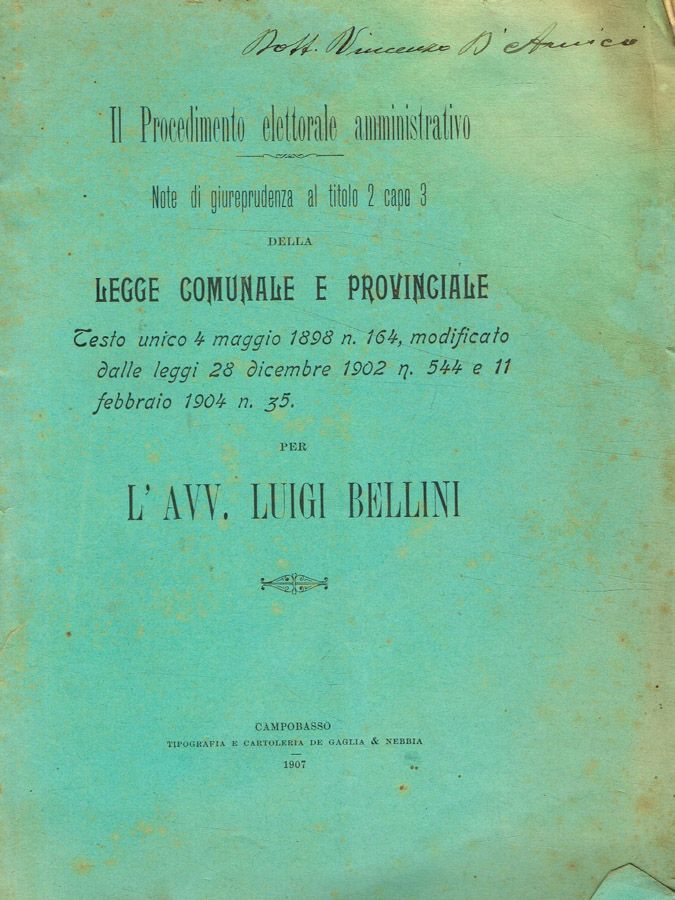 Dott. Vincenzo D'Amico
Il Procedimento elettorale amministrativo
Note di giureprudenza al titolo 2 capo 3
DELLA
LEGGE COMUNALE E PROVINCIALE
Testo unico 4 maggio 1898 n. 164, modificato
dalle leggi 28 dicembre 1902 n. 544 e 11
febbraio 1904 n. 35.
PER
L'AVV. LUIGI BELLINI
CAMPOBASSO
TIPOGRAFIA E CARTOLERIA DE GAGLIA & NEBBIA
1907